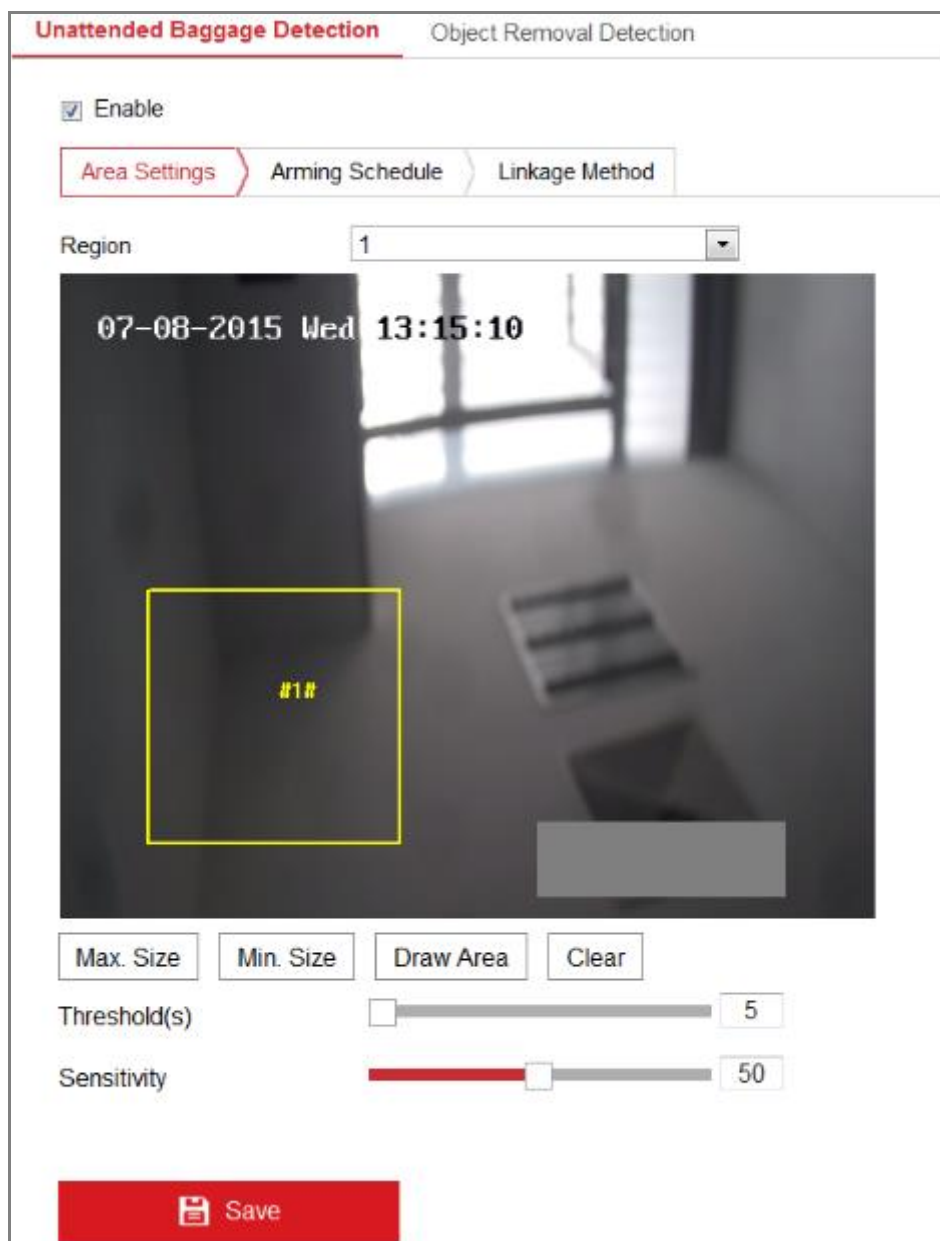 Unattended Baggage Detection Object Removal Detection
Enable
Area Settings Arming Schedule Linkage Method
Region 1
07-08-2015 Wed 13:15:10
#1#
Max. Size Min. Size Draw Area Clear
Threshold(s) 5
Sensitivity 50
Save